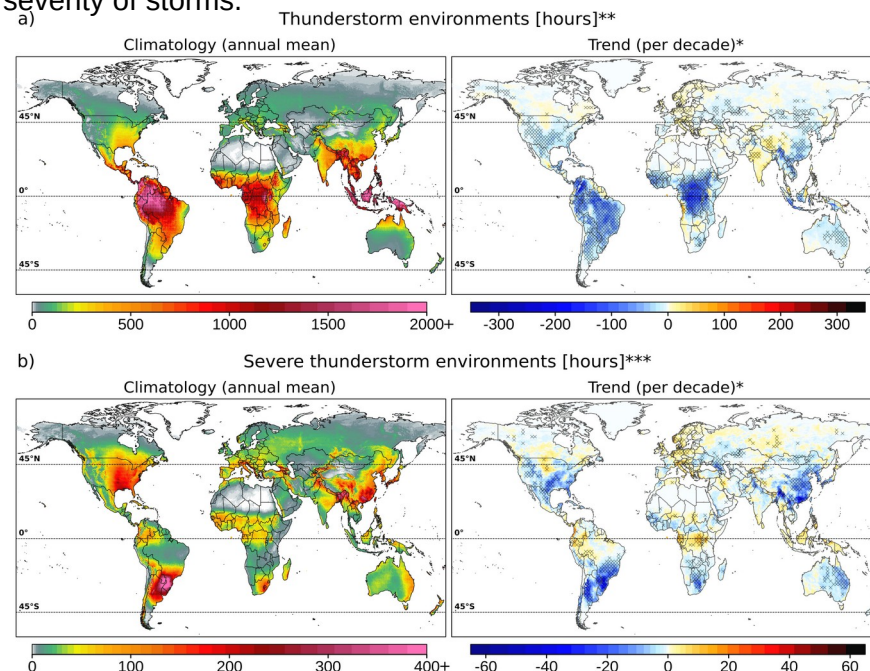 severity of storms.
a) Thunderstorm environments [hours]**
Climatology (annual mean) Trend (per decade)*
45°N 45°N
0° 0°
45°S 45°S
0 500 1000 1500 2000+ -300 -200 -100 0 100 200 300
b) Severe thunderstorm environments [hours]***
Climatology (annual mean) Trend (per decade)*
45°N 45°N
0° 0°
45°S 45°S
0 100 200 300 400+ -60 -40 -20 0 20 40 60